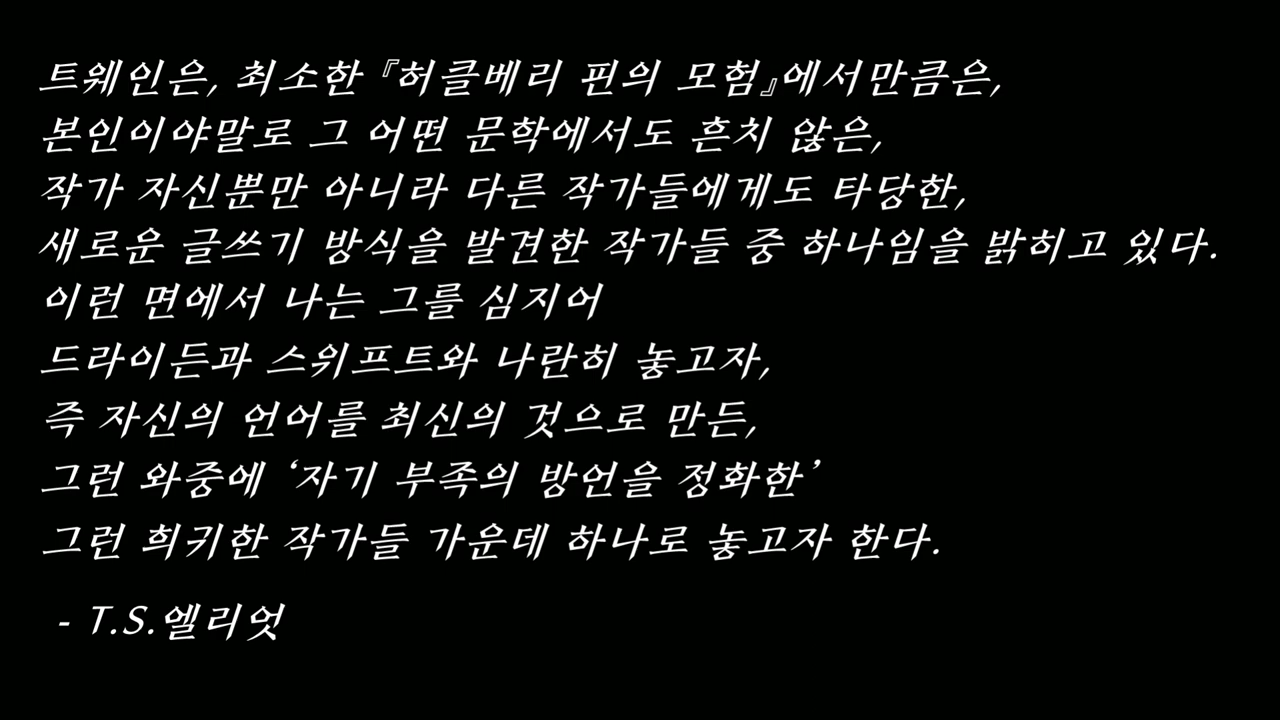 트웨인은, 최소한 『허클베리 핀의 모험』에서만큼은,
본인이야말로 그 어떤 문학에서도 흔치 않은,
작가 자신뿐만 아니라 다른 작가들에게도 타당한,
새로운 글쓰기 방식을 발견한 작가들 중 하나임을 밝히고 있다.
이런 면에서 나는 그를 심지어
드라이든과 스위프트와 나란히 놓고자,
즉 자신의 언어를 최신의 것으로 만든,
그런 와중에 ‘자기 부족의 방언을 정화한’
그런 희귀한 작가들 가운데 하나로 놓고자 한다.
- T.S.엘리엇